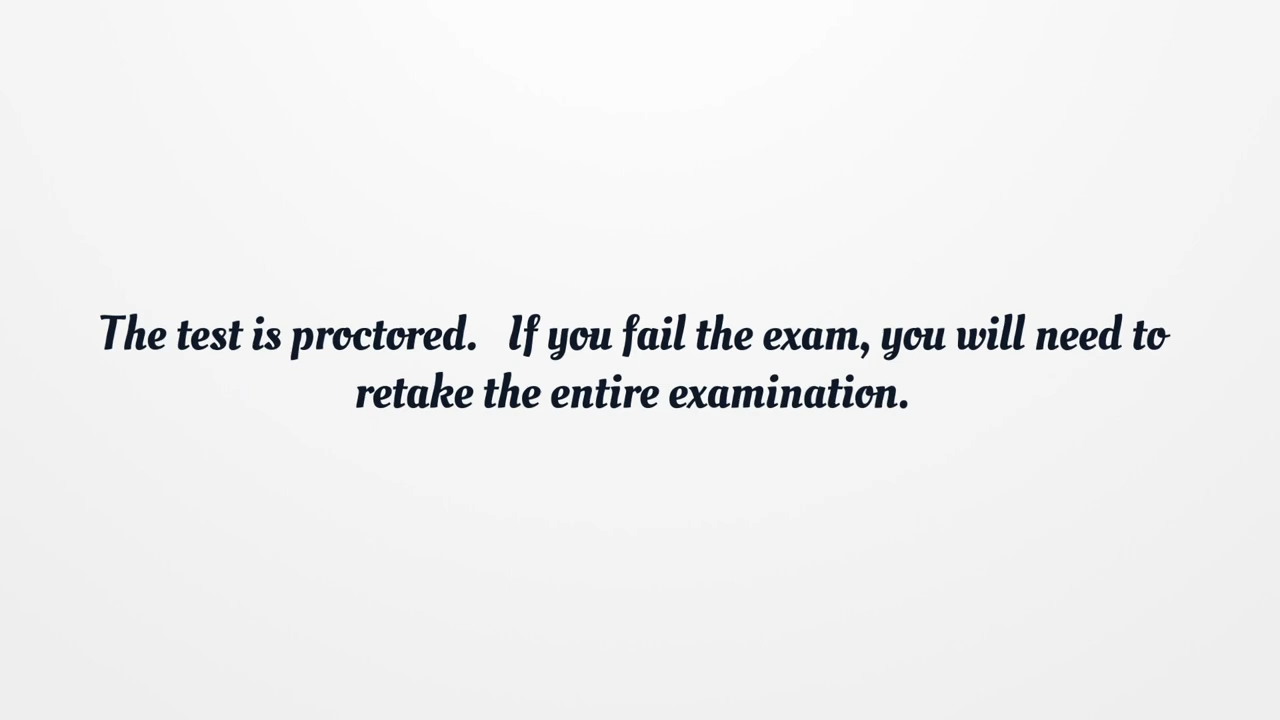 The test is proctored.   If you fail the exam, you will need to
retake the entire examination.